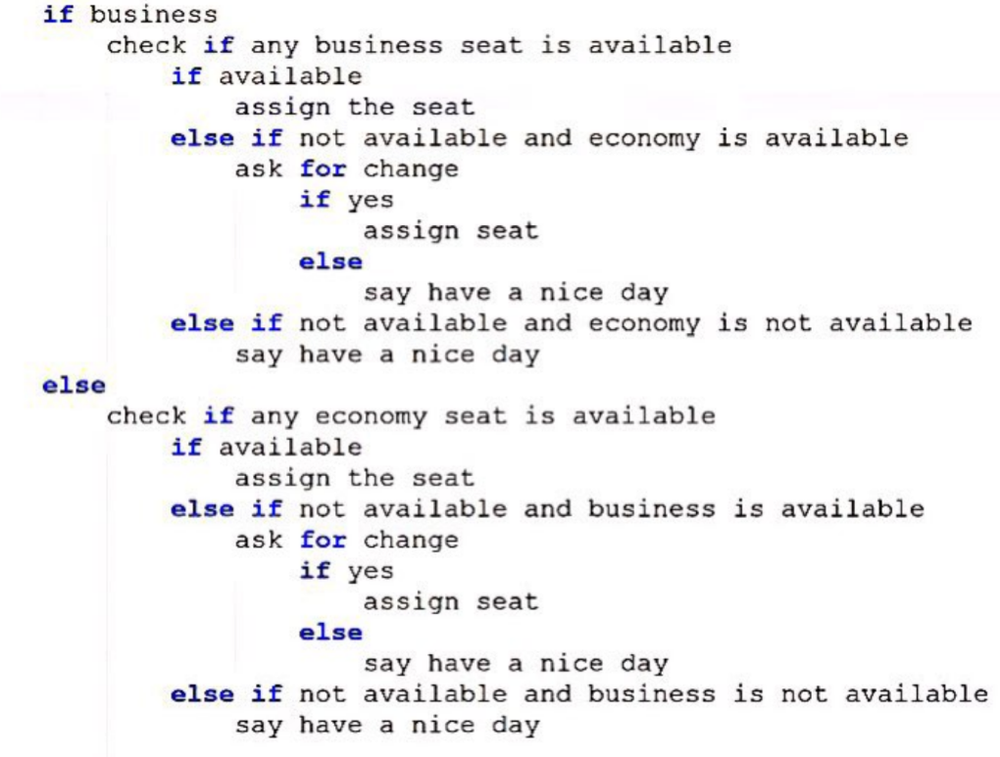 if business
check if any business seat is available
if available
assign the seat
else if not available and economy is available
ask for change
if yes
assign seat
else
say have a nice day
else if not available and economy is not available
say have a nice day
else
check if any economy seat is available
if available
assign the seat
else if not available and business is available
ask for change
if yes
assign seat
else
say have a nice day
else if not available and business is not available
say have a nice day